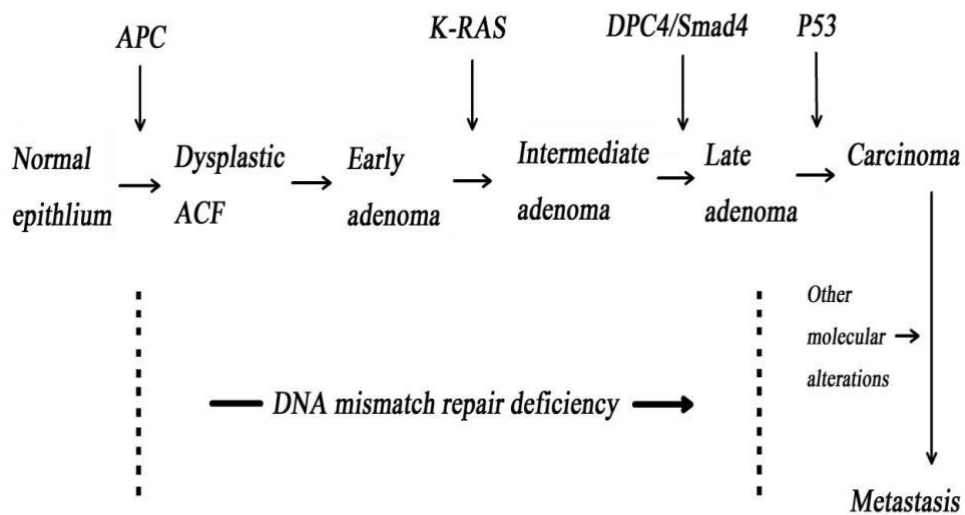 APC
K-RAS
DPC4/Smad4
P53
Normal
epithlium
Dysplastic
ACF
Early
adenoma
Intermediate
adenoma
Late
adenoma
Carcinoma
Other
molecular
alterations
DNA mismatch repair deficiency
Metastasis